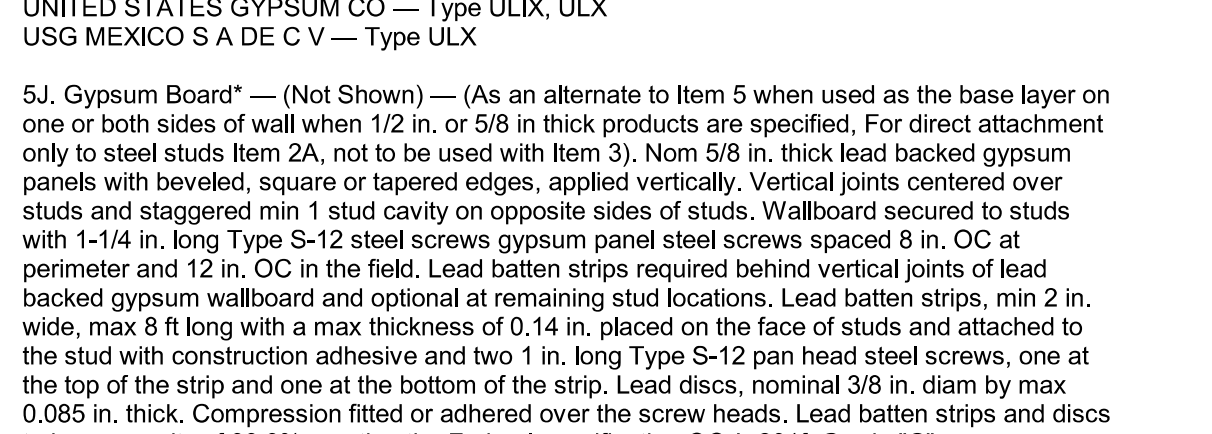 UNITED STATES GYPSUM CO — Type ULIX, ULX
USG MEXICO S A DE C V — Type ULX
5J. Gypsum Board* — (Not Shown) — (As an alternate to Item 5 when used as the base layer on
one or both sides of wall when 1/2 in. or 5/8 in thick products are specified, For direct attachment
only to steel studs Item 2A, not to be used with Item 3). Nom 5/8 in. thick lead backed gypsum
panels with beveled, square or tapered edges, applied vertically. Vertical joints centered over
studs and staggered min 1 stud cavity on opposite sides of studs. Wallboard secured to studs
with 1-1/4 in. long Type S-12 steel screws gypsum panel steel screws spaced 8 in. OC at
perimeter and 12 in. OC in the field. Lead batten strips required behind vertical joints of lead
backed gypsum wallboard and optional at remaining stud locations. Lead batten strips, min 2 in.
wide, max 8 ft long with a max thickness of 0.14 in. placed on the face of studs and attached to
the stud with construction adhesive and two 1 in. long Type S-12 pan head steel screws, one at
the top of the strip and one at the bottom of the strip. Lead discs, nominal 3/8 in. diam by max
0.085 in. thick. Compression fitted or adhered over the screw heads. Lead batten strips and discs